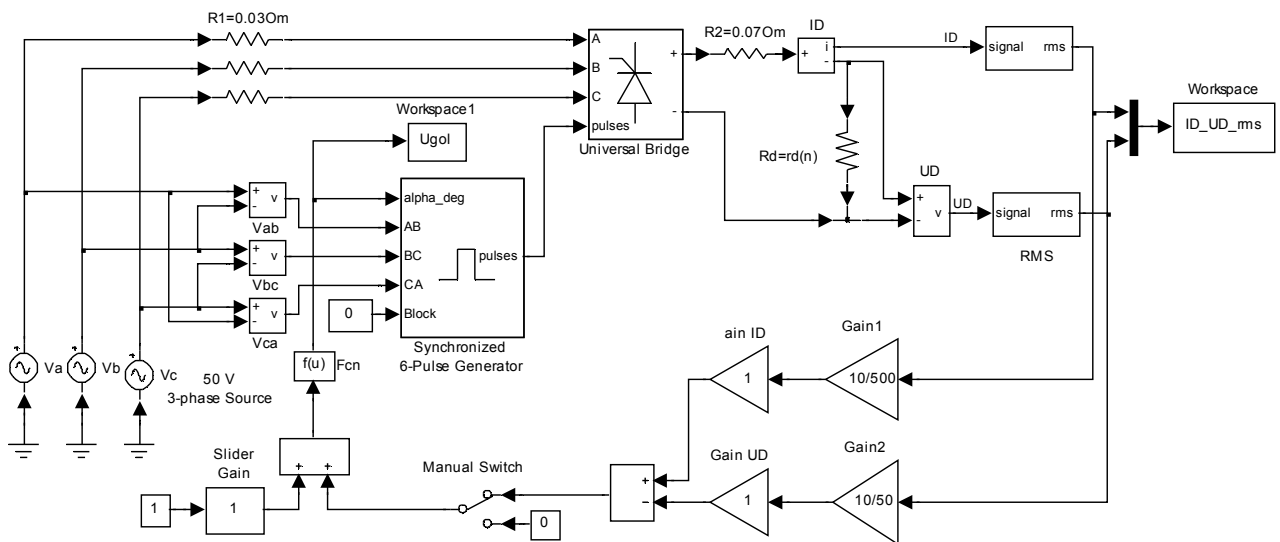 R1=0.03Om
A
B
C
pulses
+
-
Universal Bridge
R2=0.07Om
ID
+
i
-
ID
signal
rms
Workspace
ID_UD_rms
Workspace1
Ugol
Rd=rd(n)
UD
+
-
v
UD
signal
rms
RMS
+
-
v
Vab
+
-
v
Vbc
+
-
v
Vca
alpha_deg
AB
BC
CA
Block
pulses
0
Synchronized
6-Pulse Generator
+
Va
+
Vb
+
Vc
50 V
3-phase Source
f(u)
Fcn
ain ID
1
Gain1
10/500
Slider
Gain
1
1
+
+
Manual Switch
0
+
−
Gain UD
1
Gain2
10/50